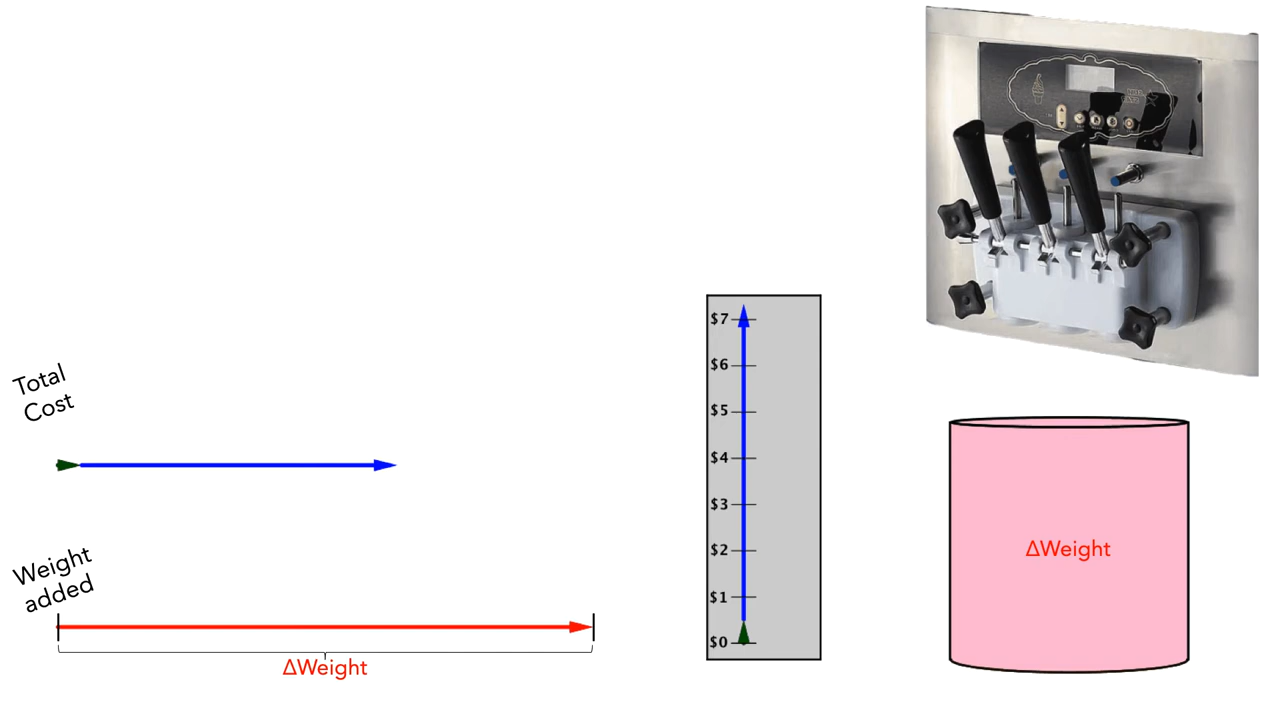 Total
Cost
Weight
added
ΔWeight
$7
$6
$5
$4
$3
$2
$1
$0
ΔWeight